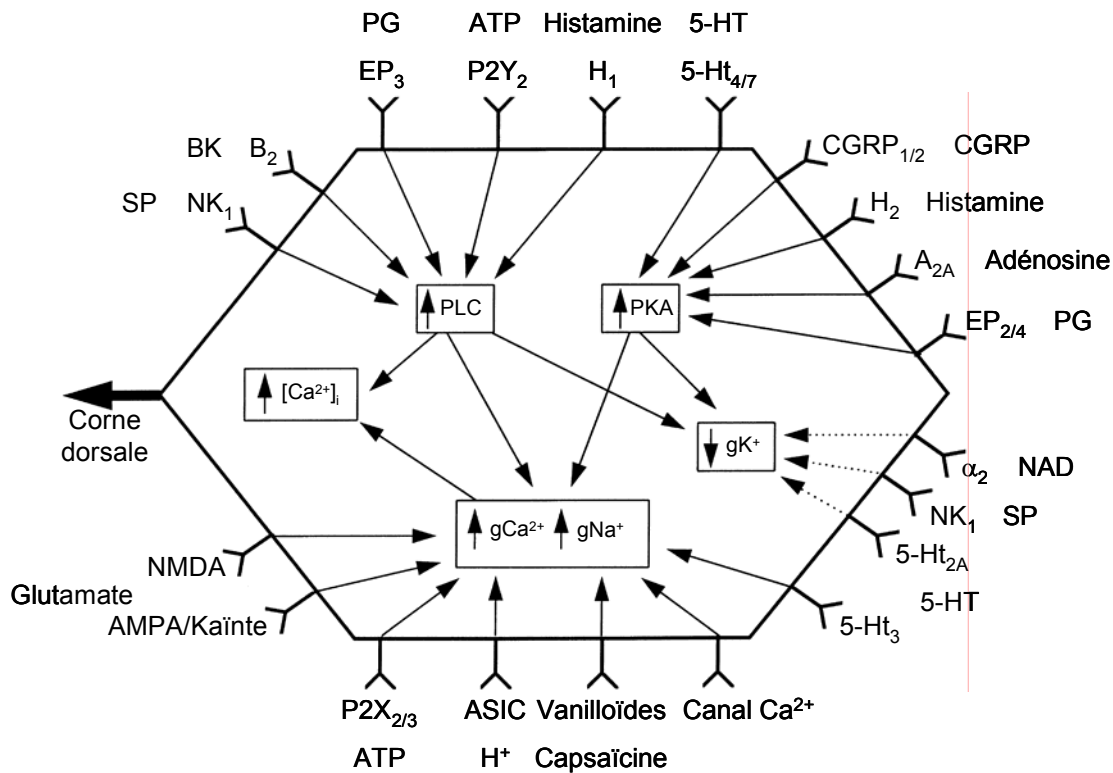 PG ATP Histamine 5-HT
EP3 P2Y2 H1 5-Ht4/7
BK B2
CGRP1/2 CGRP
SP NK1
H2 Histamine
A2A Adénosine
PLC
PKA
EP2/4 PG
[Ca2+]i
Corne
dorsale
gK+
α2 NAD
NK1 SP
gCa2+ gNa+
5-Ht2A
NMDA
Glutamate
5-HT
AMPA/Kaïnte
5-Ht3
P2X2/3 ASIC Vanilloïdes Canal Ca2+
ATP H+ Capsaïcine